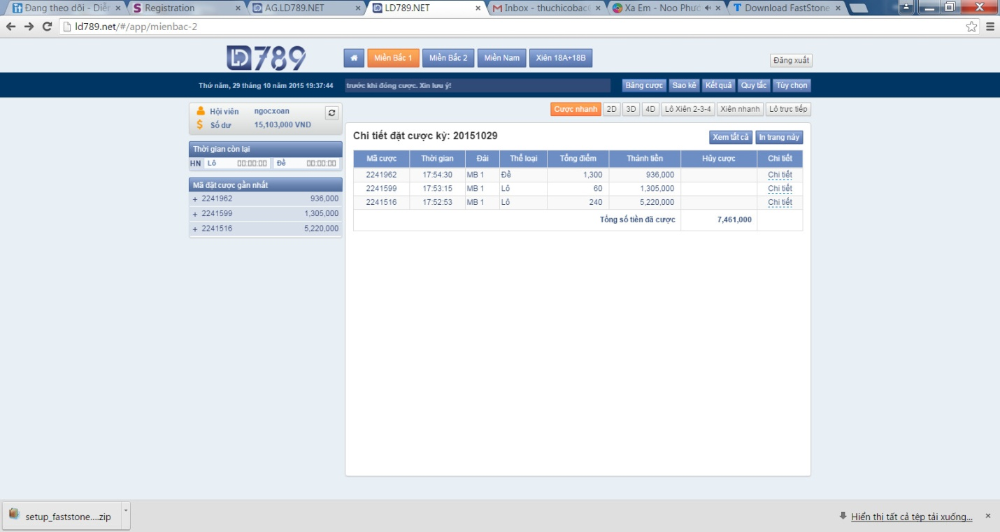 Đang theo dõi - Diễn
Registration
AG.LD789.NET
LD789.NET
Inbox - thuchicobac@
Xa Em - Noo Phước
Download FastStone
ld789.net/#/app/mienbac-2
LD789
Miền Bắc 1
Miền Bắc 2
Miền Nam
Xiên 18A+18B
Đăng xuất
Thứ năm, 29 tháng 10 năm 2015 19:37:44
trước khi đóng cược. Xin lưu ý!
Bảng cược
Sao kê
Kết quả
Quy tắc
Tùy chọn
Hội viên ngocxoan
Số dư 15,103,000 VND
Thời gian còn lại
HN Lô 00:00:00 Đề 00:00:00
Mã đặt cược gần nhất
+ 2241962 936,000
+ 2241599 1,305,000
+ 2241516 5,220,000
Cược nhanh
2D
3D
4D
Lô Xiên 2-3-4
Xiên nhanh
Lô trực tiếp
Chi tiết đặt cược kỳ: 20151029
Xem tất cả
In trang này
Mã cược Thời gian Đài Thể loại Tổng điểm Thành tiền Hủy cược Chi tiết
2241962 17:54:30 MB 1 Đề 1,300 936,000 Chi tiết
2241599 17:53:15 MB 1 Lô 60 1,305,000 Chi tiết
2241516 17:52:53 MB 1 Lô 240 5,220,000 Chi tiết
Tổng số tiền đã cược 7,461,000
setup_faststone....zip
Hiển thị tất cả tệp tải xuống...